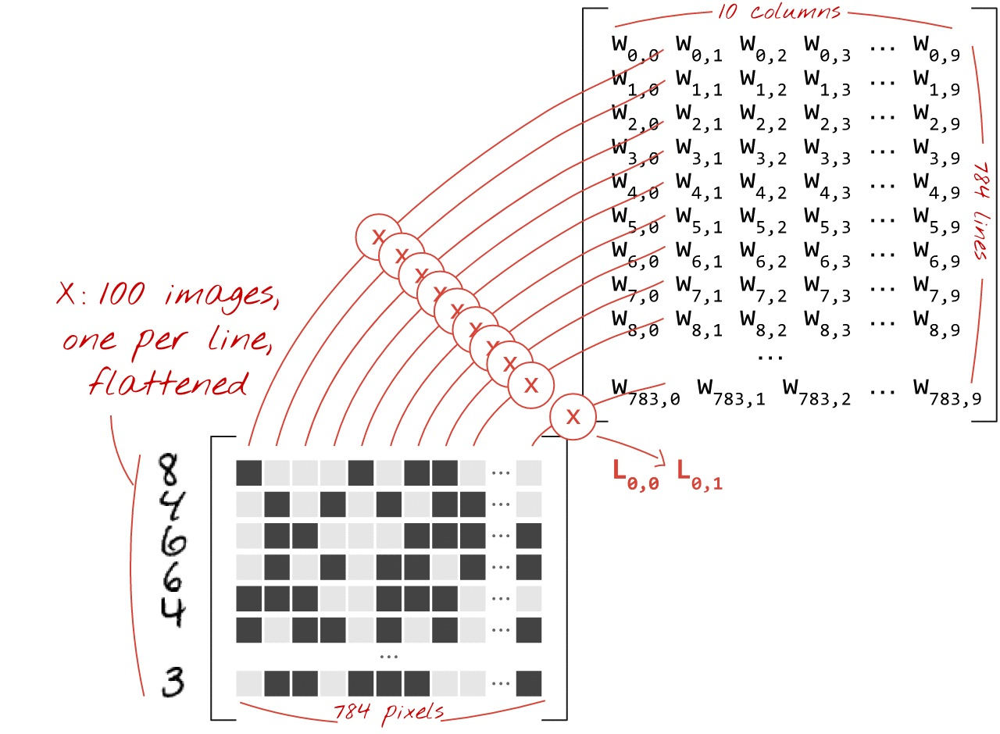 10 columns
W0,0 W0,1 W0,2 W0,3 ... W0,9
W1,0 W1,1 W1,2 W1,3 ... W1,9
W2,0 W2,1 W2,2 W2,3 ... W2,9
W3,0 W3,1 W3,2 W3,3 ... W3,9
W4,0 W4,1 W4,2 W4,3 ... W4,9
W5,0 W5,1 W5,2 W5,3 ... W5,9
W6,0 W6,1 W6,2 W6,3 ... W6,9
W7,0 W7,1 W7,2 W7,3 ... W7,9
W8,0 W8,1 W8,2 W8,3 ... W8,9
...
W783,0 W783,1 W783,2 ... W783,9
784 lines
X
X
X
X
X
X
X
X
X
X
X: 100 images,
one per line,
flattened
L0,0 L0,1
8 ...
4 ...
6 ...
6 ...
4 ...
...
...
3 ...
784 pixels